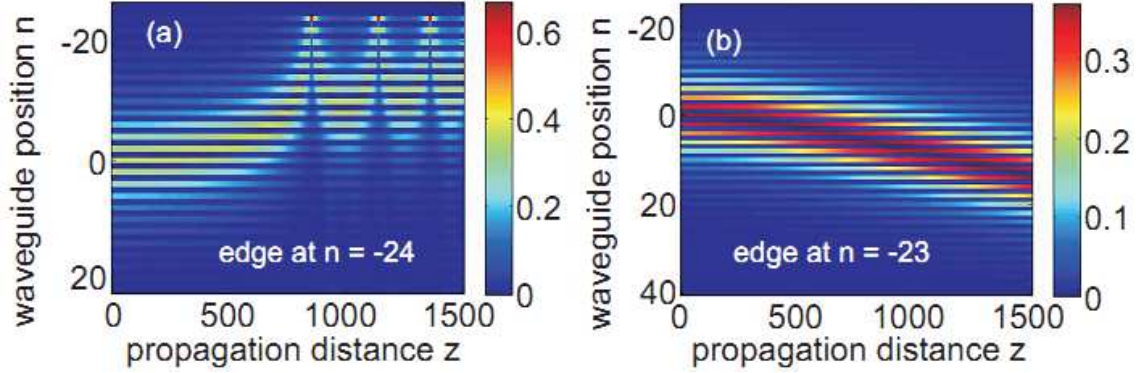 (a)
waveguide position n
-20
0
20
edge at n = -24
0 500 1000 1500
propagation distance z
0.6
0.4
0.2
0
(b)
waveguide position n
-20
0
20
40
edge at n = -23
0 500 1000 1500
propagation distance z
0.3
0.2
0.1
0